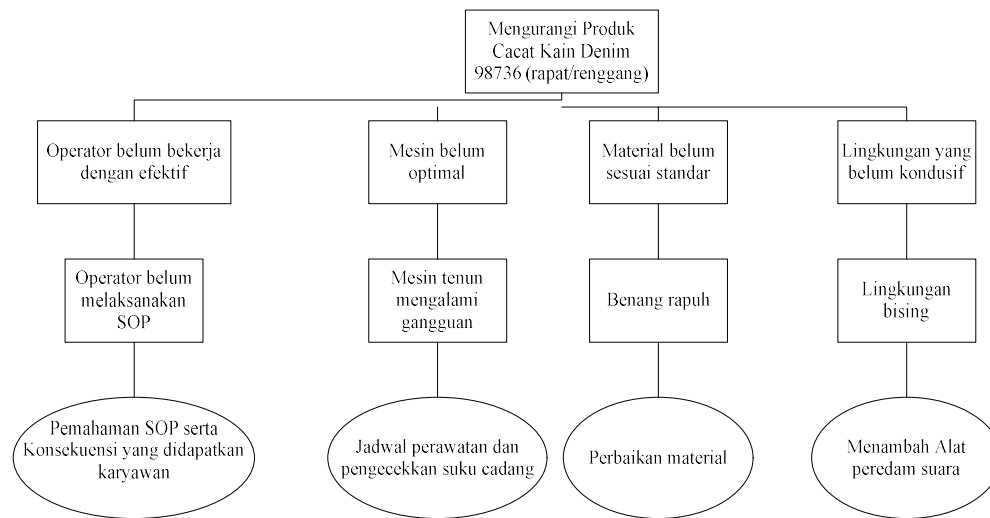 Mengurangi Produk
Cacat Kain Denim
98736 (rapat/renggang)
Operator belum bekerja
dengan efektif
Mesin belum
optimal
Material belum
sesuai standar
Lingkungan yang
belum kondusif
Operator belum
melaksanakan
SOP
Mesin tenun
mengalami
gangguan
Benang rapuh
Lingkungan
bising
Pemahaman SOP serta
Konsekuensi yang didapatkan
karyawan
Jadwal perawatan dan
pengecekkan suku cadang
Perbaikan material
Menambah Alat
peredam suara